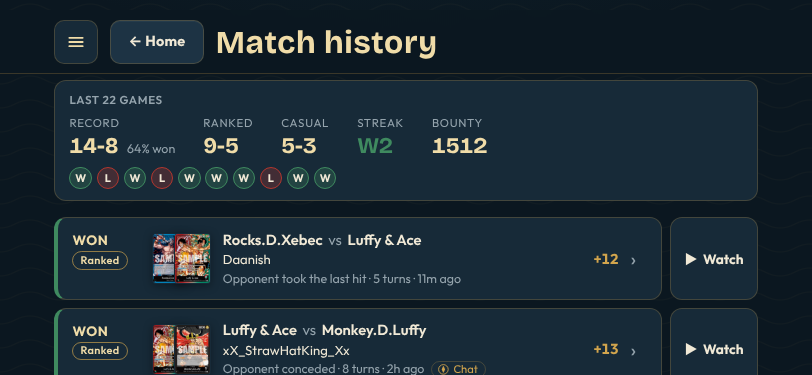 ← Home
Match history
LAST 22 GAMES
RECORD RANKED CASUAL STREAK BOUNTY
14-8 64% won 9-5 5-3 W2 1512
W L W L W W W L W W
WON
Ranked
SAMPLE
Rocks.D.Xebec vs Luffy & Ace
Daanish
Opponent took the last hit · 5 turns · 11m ago
+12 ›
▶ Watch
WON
Ranked
SAMPLE
Luffy & Ace vs Monkey.D.Luffy
xX_StrawHatKing_Xx
Opponent conceded · 8 turns · 2h ago Chat
+13 ›
▶ Watch